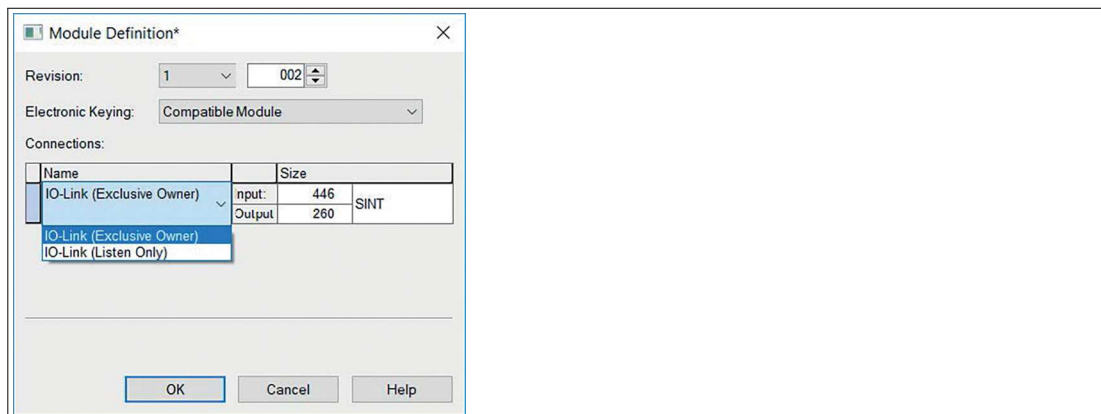 Module Definition*
Revision: 1 002
Electronic Keying: Compatible Module
Connections:
Name Size
IO-Link (Exclusive Owner) nput: 446 SINT
Output 260
IO-Link (Exclusive Owner)
IO-Link (Listen Only)
OK Cancel Help